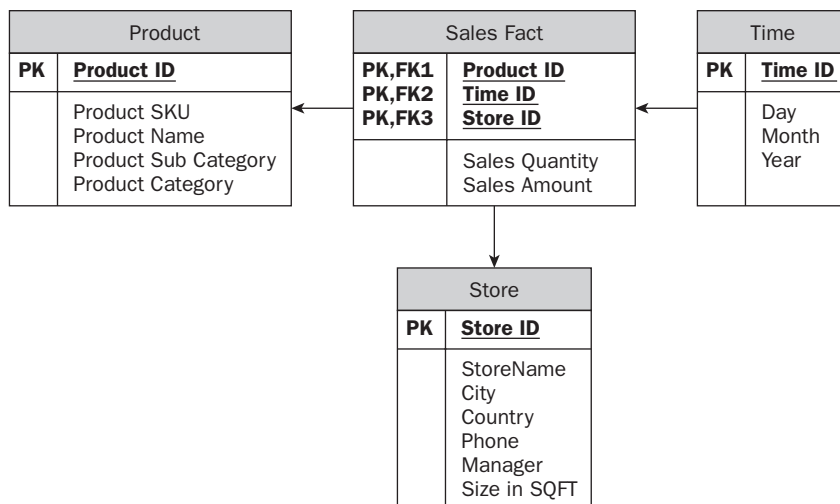 Product
PK Product ID
Product SKU
Product Name
Product Sub Category
Product Category
Sales Fact
PK,FK1 Product ID
PK,FK2 Time ID
PK,FK3 Store ID
Sales Quantity
Sales Amount
Time
PK Time ID
Day
Month
Year
Store
PK Store ID
StoreName
City
Country
Phone
Manager
Size in SQFT